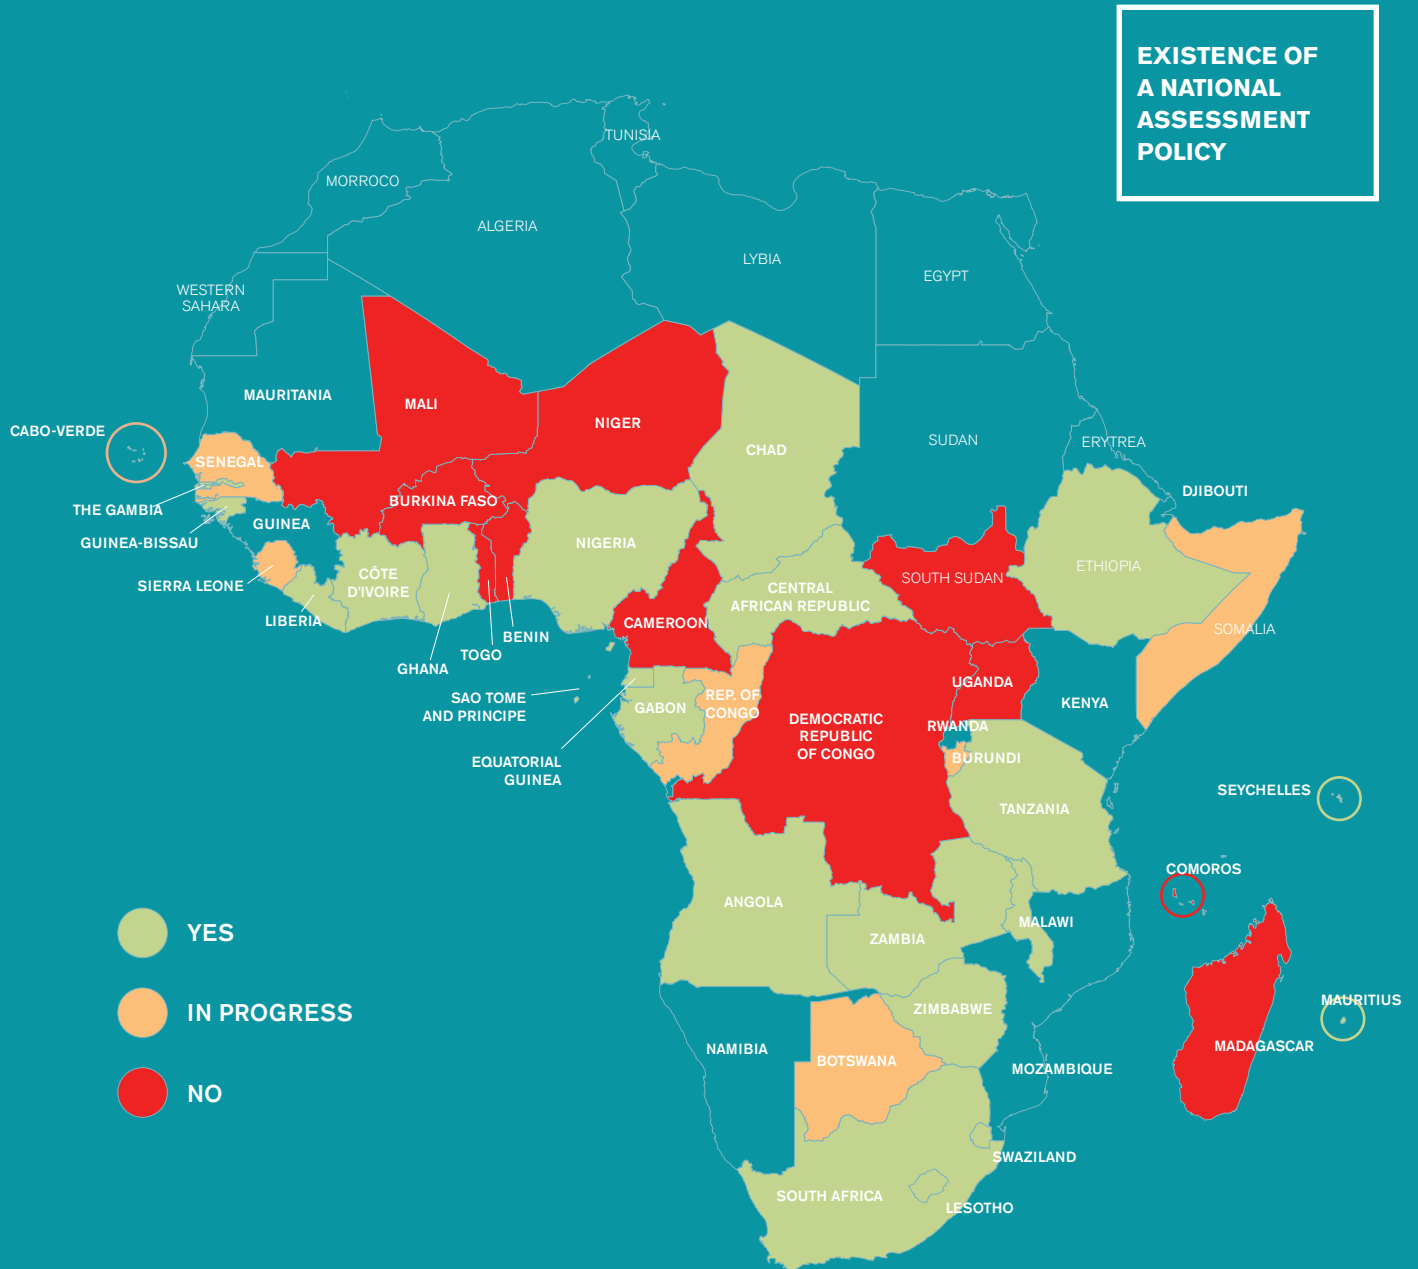 EXISTENCE OF
A NATIONAL
ASSESSMENT
POLICY
TUNISIA
MORROCO
ALGERIA
LYBIA
EGYPT
WESTERN
SAHARA
MAURITANIA
MALI
NIGER
CHAD
SUDAN
ERYTREA
DJIBOUTI
CABO-VERDE
SENEGAL
THE GAMBIA
GUINEA-BISSAU
GUINEA
BURKINA FASO
NIGERIA
SIERRA LEONE
LIBERIA
CÔTE
D'IVOIRE
GHANA
TOGO
BENIN
CAMEROON
CENTRAL
AFRICAN REPUBLIC
SOUTH SUDAN
ETHIOPIA
SOMALIA
SAO TOME
AND PRINCIPE
EQUATORIAL
GUINEA
GABON
REP. OF
CONGO
DEMOCRATIC
REPUBLIC
OF CONGO
UGANDA
KENYA
RWANDA
BURUNDI
TANZANIA
SEYCHELLES
COMOROS
ANGOLA
ZAMBIA
MALAWI
MAURITIUS
MADAGASCAR
ZIMBABWE
NAMIBIA
BOTSWANA
MOZAMBIQUE
SWAZILAND
SOUTH AFRICA
LESOTHO
YES
IN PROGRESS
NO